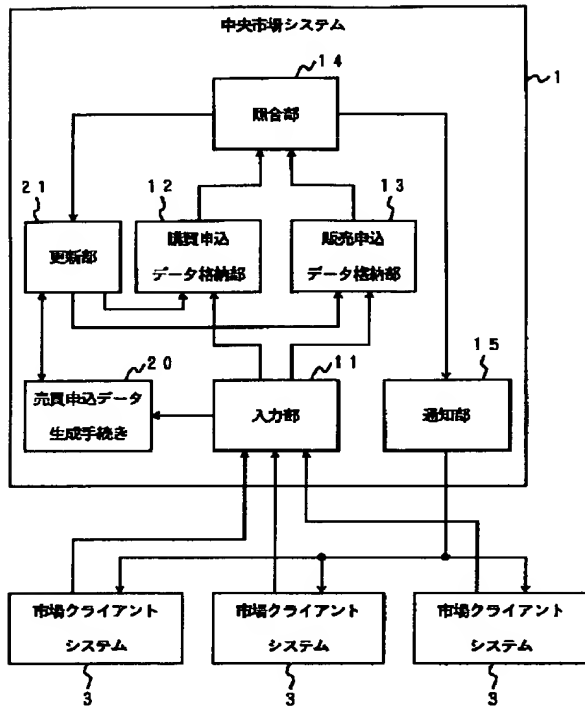 中央市場システム
1
14
照合部
21
12
13
更新部
購買申込
データ格納部
販売申込
データ格納部
20
11
15
売買申込データ
生成手続き
入力部
通知部
市場クライアント
システム
市場クライアント
システム
市場クライアント
システム
3
3
3